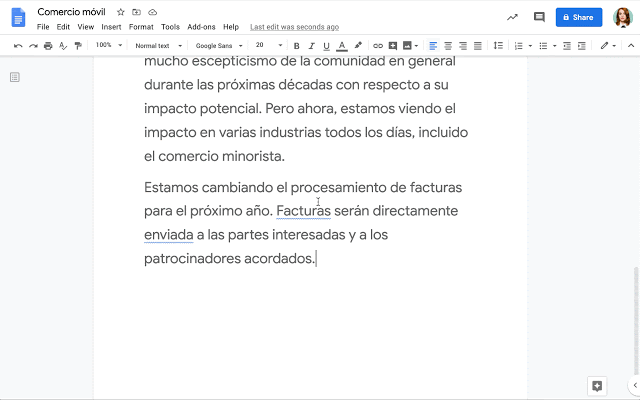 Comercio móvil
File Edit View Insert Format Tools Add-ons Help Last edit was seconds ago
Share
100% Normal text Google Sans 20 B I U A
mucho escepticismo de la comunidad en general
durante las próximas décadas con respecto a su
impacto potencial. Pero ahora, estamos viendo el
impacto en varias industrias todos los días, incluido
el comercio minorista.
Estamos cambiando el procesamiento de facturas
para el próximo año. Facturas serán directamente
enviada a las partes interesadas y a los
patrocinadores acordados.